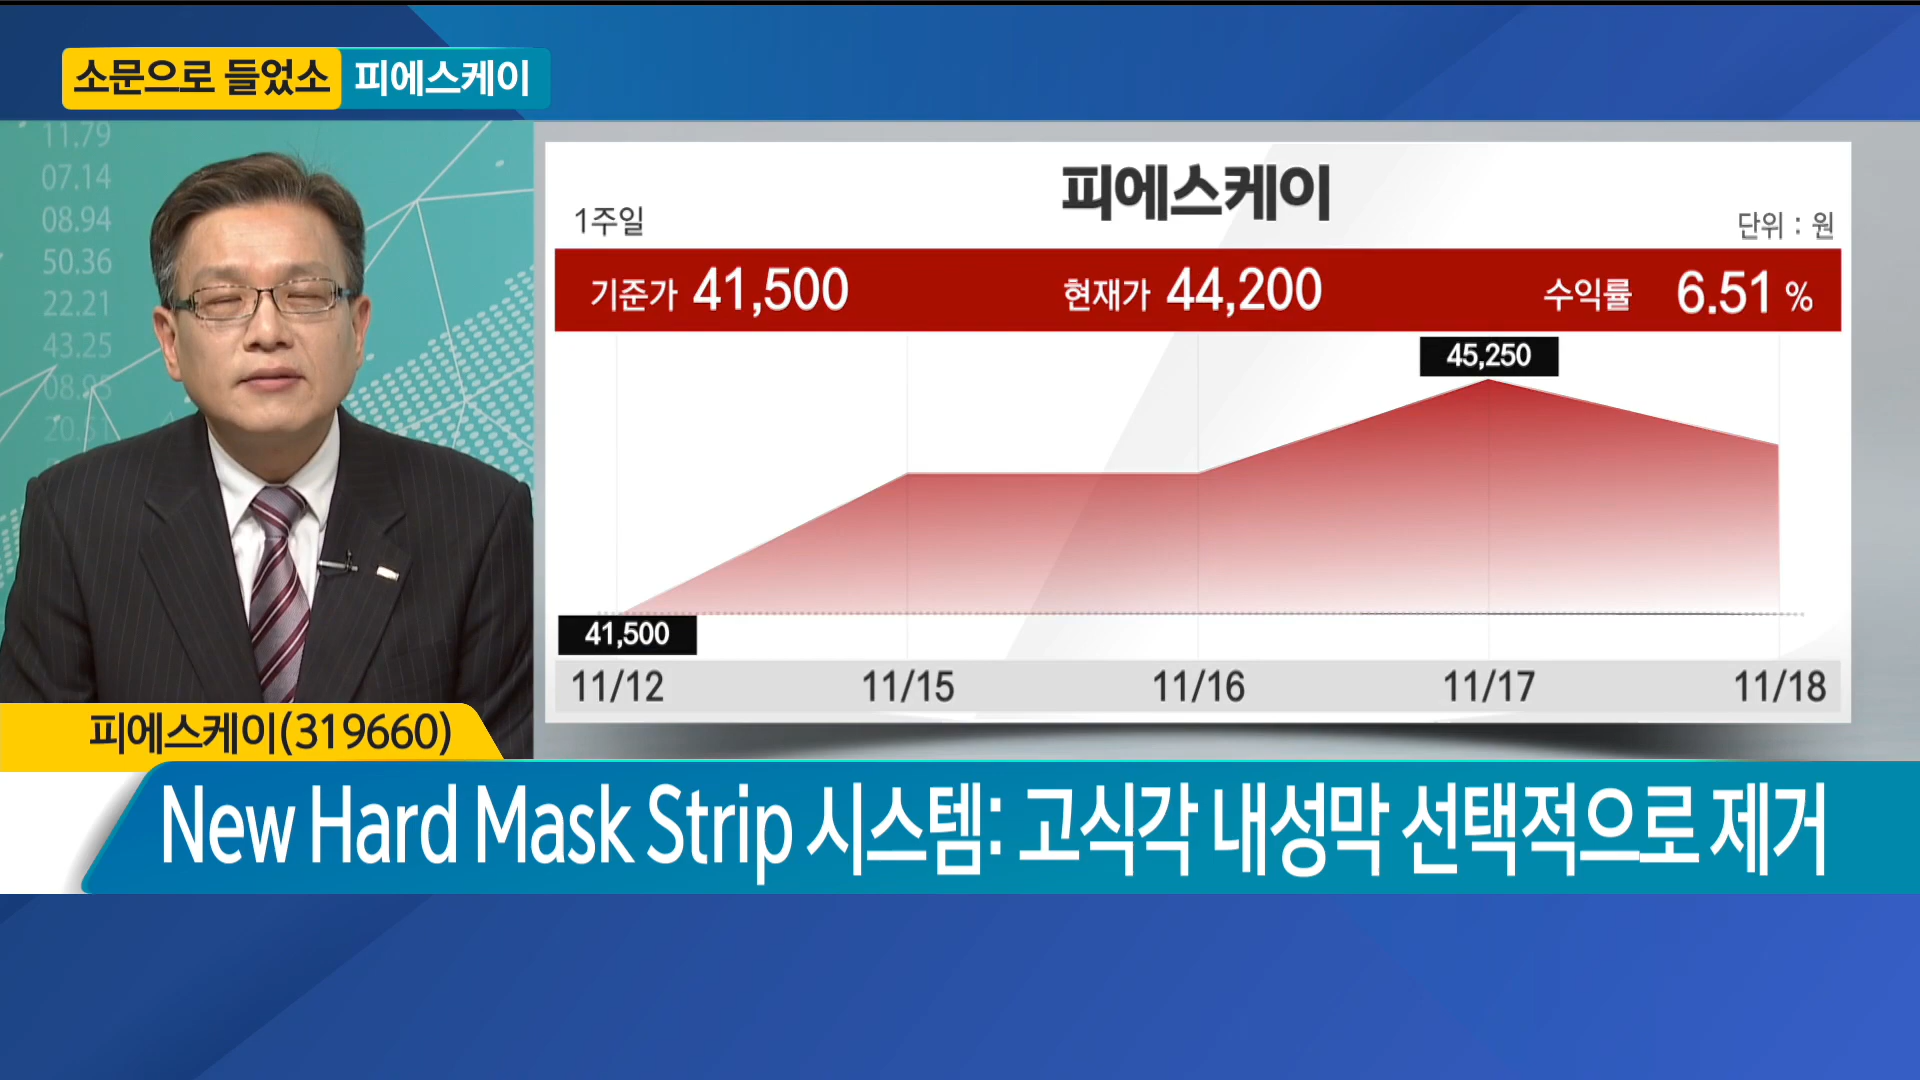 소문으로 들었소 피에스케이
11.79
07.14
08.94
50.36
22.21
43.25
08.95
피에스케이
1주일
단위 : 원
기준가 41,500 현재가 44,200 수익률 6.51 %
45,250
41,500
11/12 11/15 11/16 11/17 11/18
피에스케이(319660)
New Hard Mask Strip 시스템: 고식각 내성막 선택적으로 제거